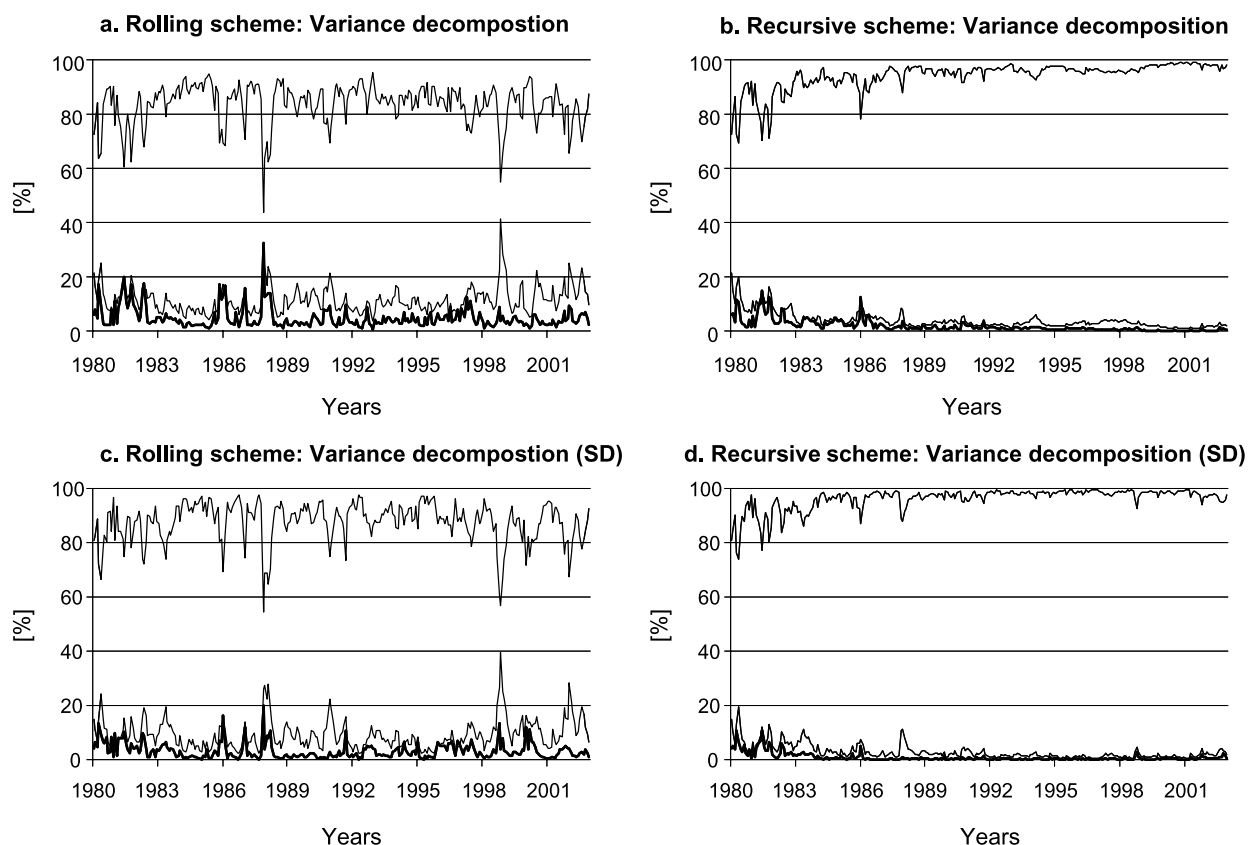 a. Rolling scheme: Variance decompostion
b. Recursive scheme: Variance decomposition
100
80
60
40
20
0
[%]
1980 1983 1986 1989 1992 1995 1998 2001
Years
100
80
60
40
20
0
[%]
1980 1983 1986 1989 1992 1995 1998 2001
Years
c. Rolling scheme: Variance decompostion (SD)
d. Recursive scheme: Variance decomposition (SD)
100
80
60
40
20
0
[%]
1980 1983 1986 1989 1992 1995 1998 2001
Years
100
80
60
40
20
0
[%]
1980 1983 1986 1989 1992 1995 1998 2001
Years